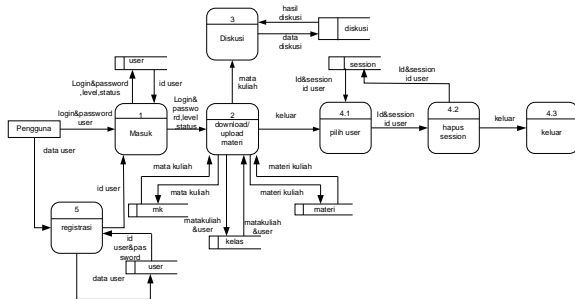 3
Diskusi
hasil
diskusi
data
diskusi
diskusi
user
Login&password
,level,status
id user
mata
kuliah
session
Id&session
id user
Id&session
id user
Pengguna
login&password
user
data user
1
Masuk
Login&
passwo
rd,level
,status
2
download/
upload
materi
keluar
4.1
pilih user
Id&session
id user
4.2
hapus
session
keluar
4.3
keluar
id user
mata kuliah
mata kuliah
materi kuliah
materi kuliah
mk
materi
matakuliah
&user
matakuliah
&user
kelas
5
registrasi
id
user&pas
sword
user
data user